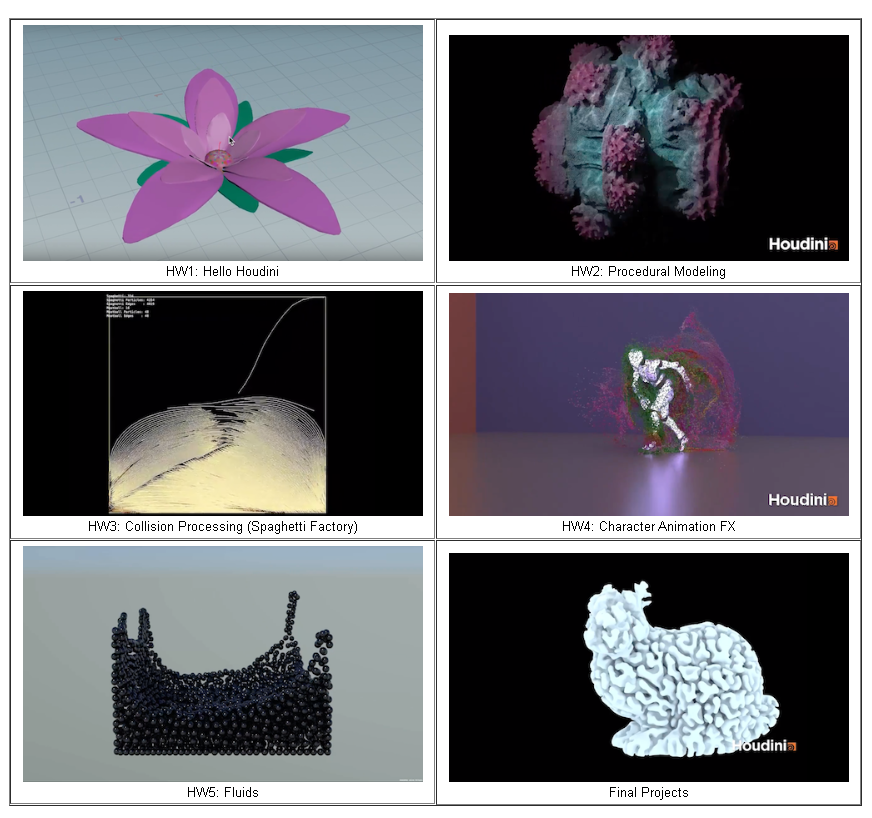 HW1: Hello Houdini
Houdini
HW2: Procedural Modeling
HW3: Collision Processing (Spaghetti Factory)
Houdini
HW4: Character Animation FX
HW5: Fluids
Houdini
Final Projects